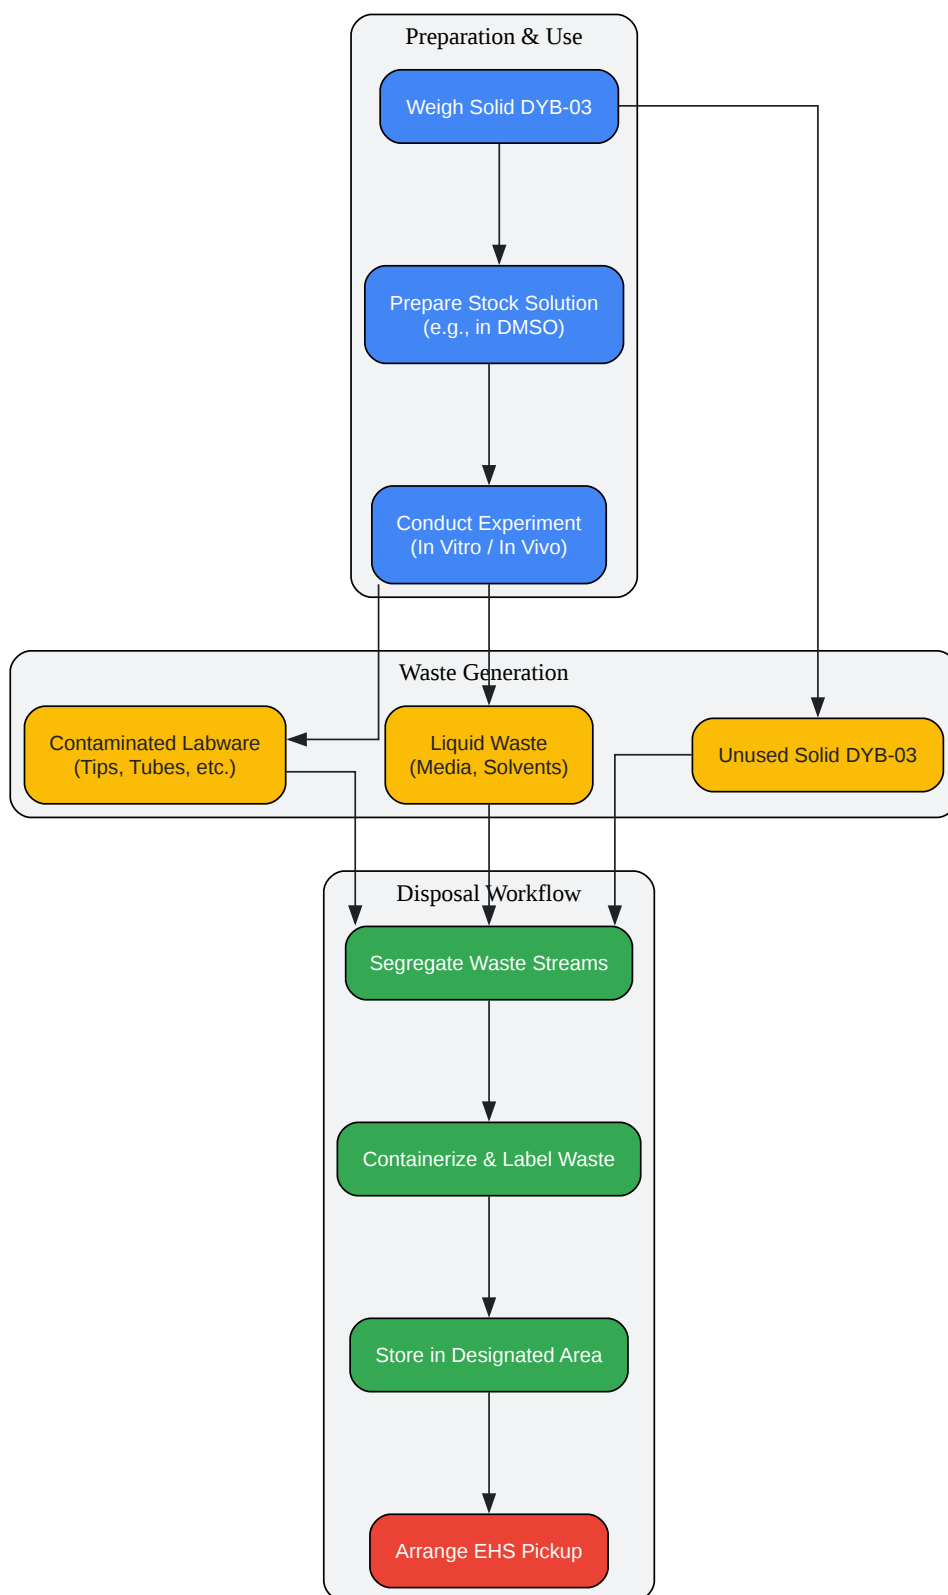 Preparation & Use
Weigh Solid DYB-03
Prepare Stock Solution
(e.g., in DMSO)
Conduct Experiment
(In Vitro / In Vivo)
Waste Generation
Contaminated Labware
(Tips, Tubes, etc.)
Liquid Waste
(Media, Solvents)
Unused Solid DYB-03
Disposal Workflow
Segregate Waste Streams
Containerize & Label Waste
Store in Designated Area
Arrange EHS Pickup